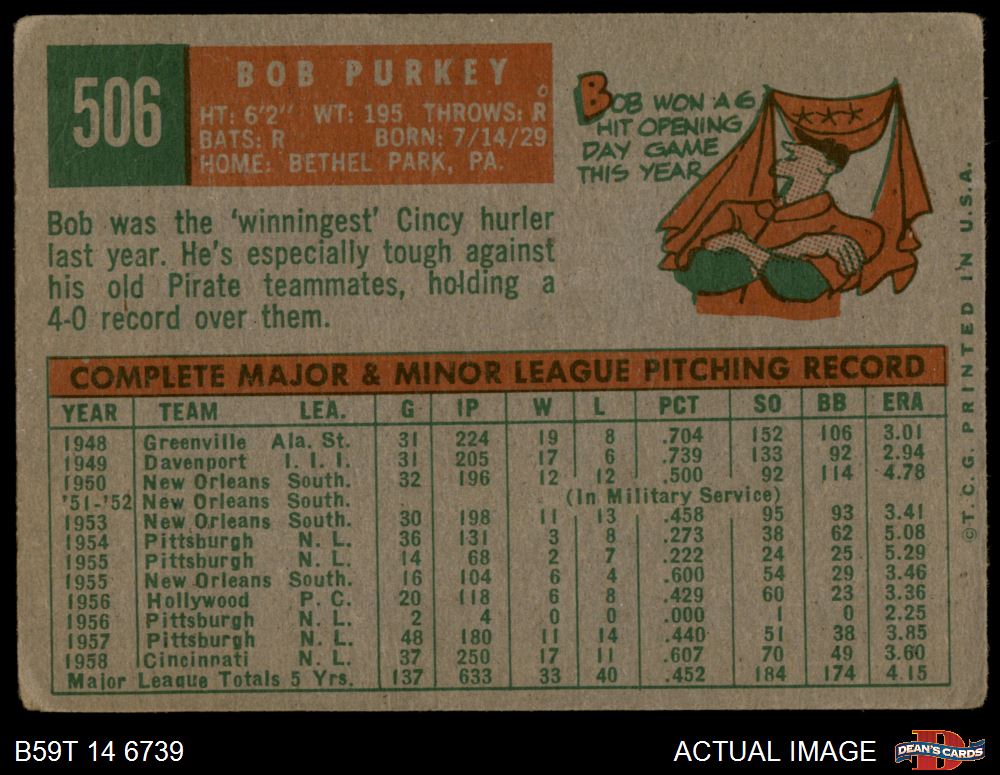 506
BOB PURKEY
HT: 6'2" WT: 195 THROWS: R
BATS: R BORN: 7/14/29
HOME: BETHEL PARK, PA.
BOB WON A 6
HIT OPENING
DAY GAME
THIS YEAR
Bob was the 'winningest' Cincy hurler
last year. He's especially tough against
his old Pirate teammates, holding a
4-0 record over them.
COMPLETE MAJOR & MINOR LEAGUE PITCHING RECORD
YEAR TEAM LEA. G IP W L PCT SO BB ERA
1948 Greenville Ala. St. 31 224 19 8 .704 152 106 3.01
1949 Davenport I. I. I. 31 205 17 6 .739 133 92 2.94
1950 New Orleans South. 32 196 12 12 .500 92 114 4.78
'51-'52 New Orleans South. (In Military Service)
1953 New Orleans South. 30 198 11 13 .458 95 93 3.41
1954 Pittsburgh N. L. 36 131 3 8 .273 38 62 5.08
1955 Pittsburgh N. L. 14 68 2 7 .222 24 25 5.29
1955 New Orleans South. 16 104 6 4 .600 54 29 3.46
1956 Hollywood P. C. 20 118 6 8 .429 60 23 3.36
1956 Pittsburgh N. L. 2 4 0 0 .000 1 0 2.25
1957 Pittsburgh N. L. 48 180 11 14 .440 51 38 3.85
1958 Cincinnati N. L. 37 250 17 11 .607 70 49 3.60
Major League Totals 5 Yrs. 137 633 33 40 .452 184 174 4.15
© T.C.G. PRINTED IN U.S.A.
B59T 14 6739
ACTUAL IMAGE
DEAN'S CARDS